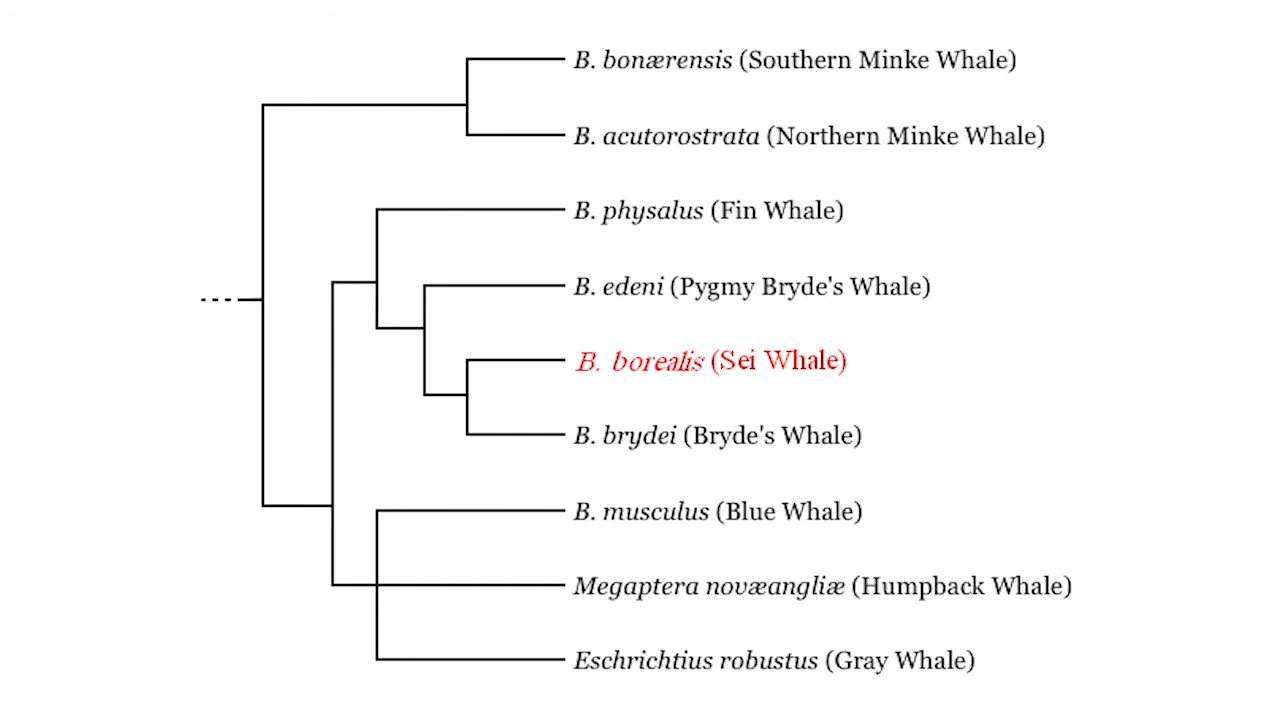 B. bonærensis (Southern Minke Whale)
B. acutorostrata (Northern Minke Whale)
B. physalus (Fin Whale)
B. edeni (Pygmy Bryde's Whale)
B. borealis (Sei Whale)
B. brydei (Bryde's Whale)
B. musculus (Blue Whale)
Megaptera novæangliæ (Humpback Whale)
Eschrichtius robustus (Gray Whale)